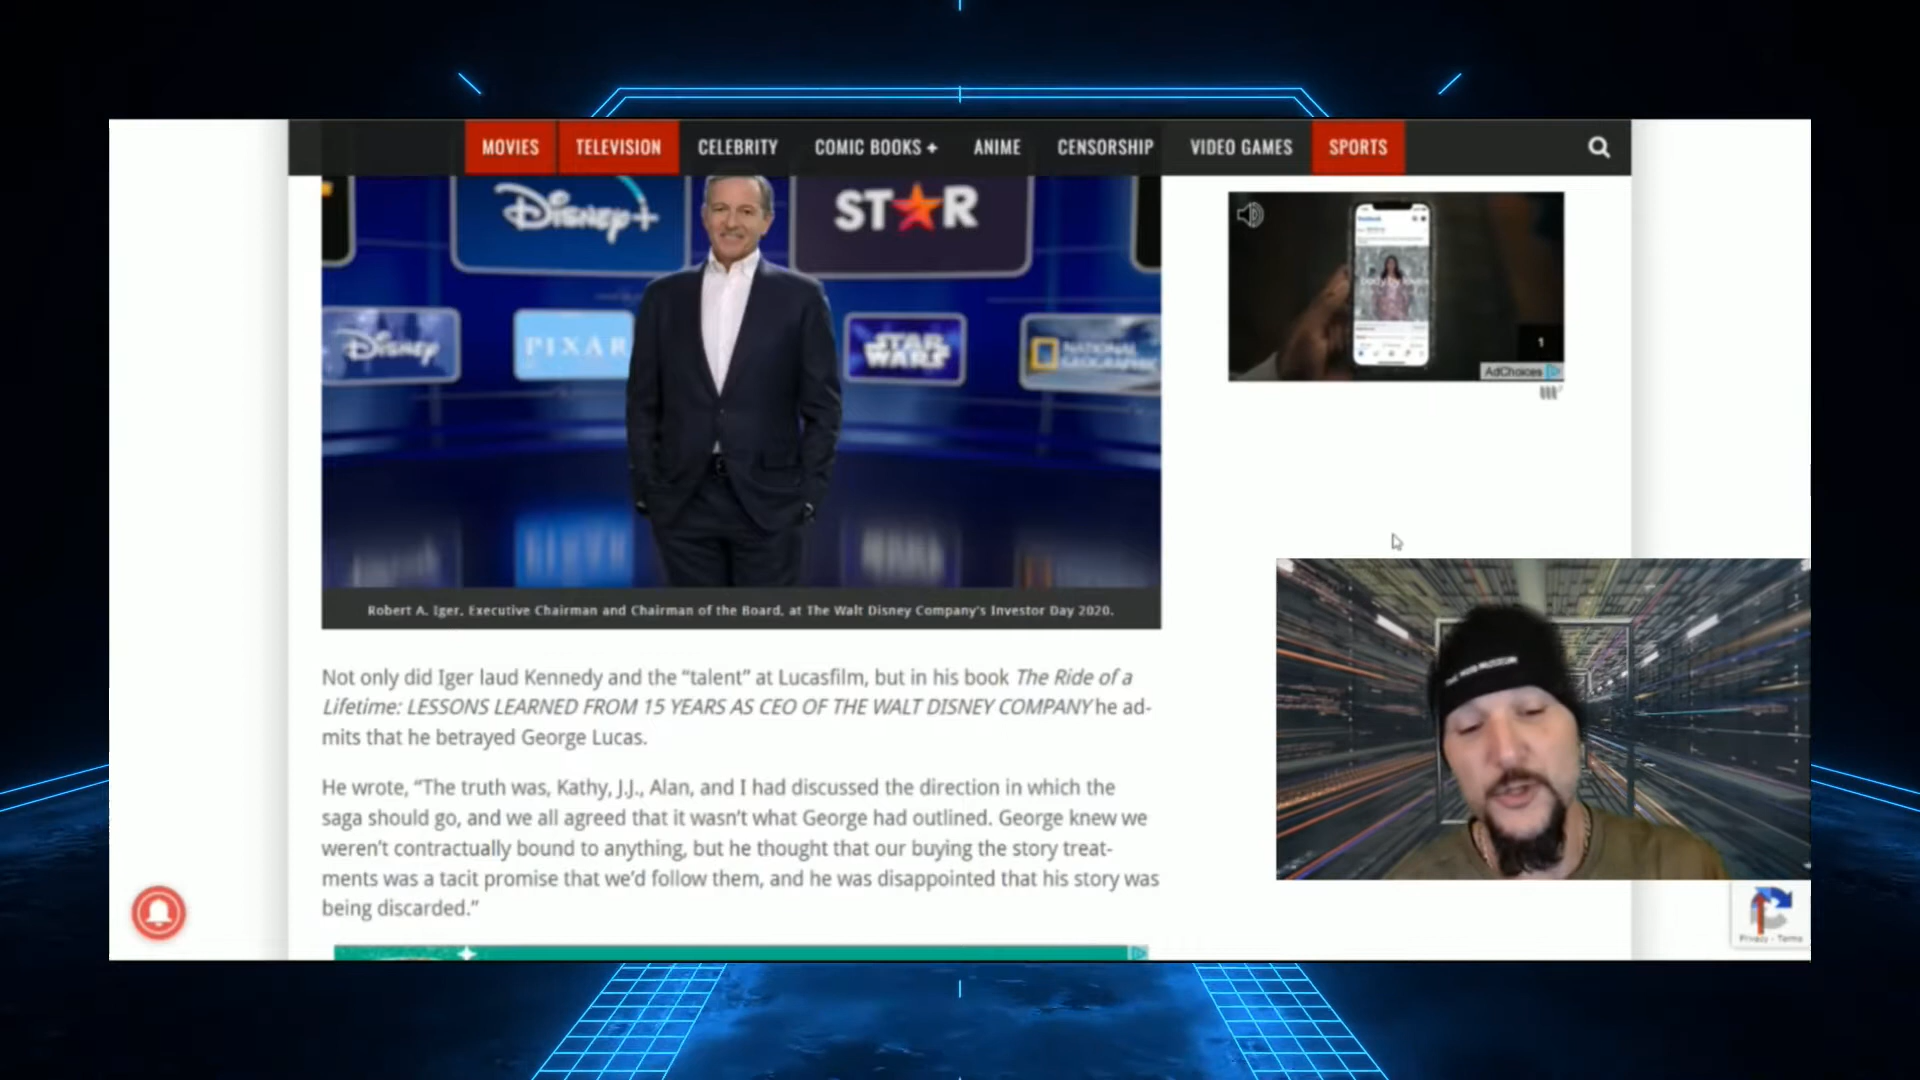 MOVIES TELEVISION CELEBRITY COMIC BOOKS + ANIME CENSORSHIP VIDEO GAMES SPORTS
Disney+ STAR
Disney PIXAR STAR WARS NATIONAL GEOGRAPHIC
1
AdChoices
Robert A. Iger, Executive Chairman and Chairman of the Board, at The Walt Disney Company's Investor Day 2020.
Not only did Iger laud Kennedy and the “talent” at Lucasfilm, but in his book The Ride of a
Lifetime: LESSONS LEARNED FROM 15 YEARS AS CEO OF THE WALT DISNEY COMPANY he ad-
mits that he betrayed George Lucas.
He wrote, “The truth was, Kathy, J.J., Alan, and I had discussed the direction in which the
saga should go, and we all agreed that it wasn’t what George had outlined. George knew we
weren’t contractually bound to anything, but he thought that our buying the story treat-
ments was a tacit promise that we’d follow them, and he was disappointed that his story was
being discarded.”
Privacy - Terms